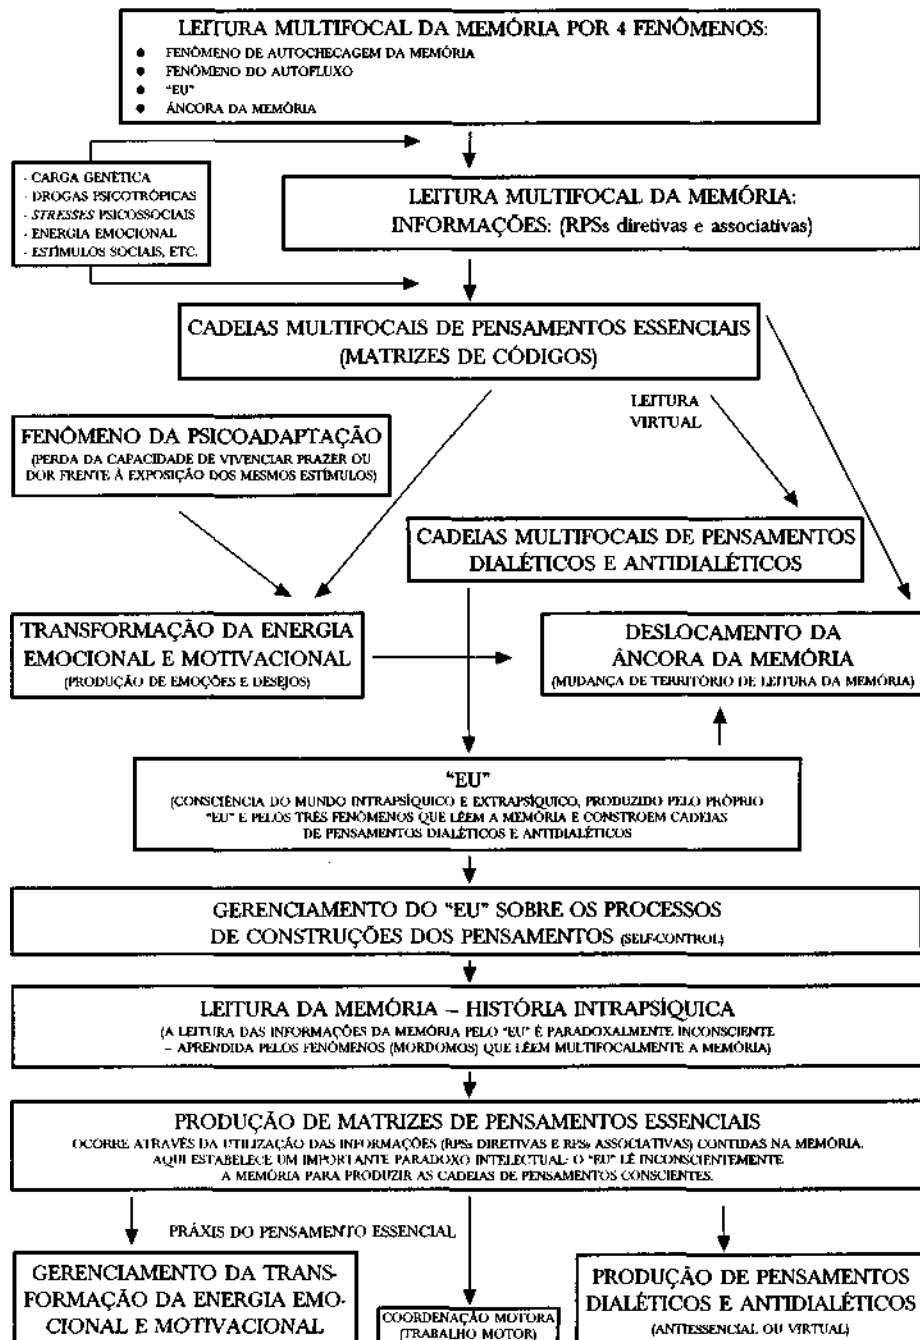 LEITURA MULTIFOCAL DA MEMÓRIA POR 4 FENÔMENOS:
● FENÔMENO DE AUTOCHECAGEM DA MEMÓRIA
● FENÔMENO DO AUTOFLUXO
● "EU"
● ÂNCORA DA MEMÓRIA
- CARGA GENÉTICA
- DROGAS PSICOTRÓPICAS
- STRESSES PSICOSSOCIAIS
- ENERGIA EMOCIONAL
- ESTÍMULOS SOCIAIS, ETC.
LEITURA MULTIFOCAL DA MEMÓRIA:
INFORMAÇÕES: (RPSs diretivas e associativas)
CADEIAS MULTIFOCAIS DE PENSAMENTOS ESSENCIAIS
(MATRIZES DE CÓDIGOS)
LEITURA
VIRTUAL
FENÔMENO DA PSICOADAPTAÇÃO
(PERDA DA CAPACIDADE DE VIVENCIAR PRAZER OU
DOR FRENTE À EXPOSIÇÃO DOS MESMOS ESTÍMULOS)
CADEIAS MULTIFOCAIS DE PENSAMENTOS
DIALÉTICOS E ANTIDIALÉTICOS
TRANSFORMAÇÃO DA ENERGIA
EMOCIONAL E MOTIVACIONAL
(PRODUÇÃO DE EMOÇÕES E DESEJOS)
DESLOCAMENTO DA
ÂNCORA DA MEMÓRIA
(MUDANÇA DE TERRITÓRIO DE LEITURA DA MEMÓRIA)
"EU"
(CONSCIÊNCIA DO MUNDO INTRAPSÍQUICO E EXTRAPSÍQUICO, PRODUZIDO PELO PRÓPRIO
"EU" E PELOS TRÊS FENÔMENOS QUE LÊEM A MEMÓRIA E CONSTROEM CADEIAS
DE PENSAMENTOS DIALÉTICOS E ANTIDIALÉTICOS
GERENCIAMENTO DO "EU" SOBRE OS PROCESSOS
DE CONSTRUÇÕES DOS PENSAMENTOS (SELF-CONTROL)
LEITURA DA MEMÓRIA – HISTÓRIA INTRAPSÍQUICA
(A LEITURA DAS INFORMAÇÕES DA MEMÓRIA PELO "EU" É PARADOXALMENTE INCONSCIENTE
– APRENDIDA PELOS FENÔMENOS (MORDOMOS) QUE LÊEM MULTIFOCALMENTE A MEMÓRIA)
PRODUÇÃO DE MATRIZES DE PENSAMENTOS ESSENCIAIS
OCORRE ATRAVÉS DA UTILIZAÇÃO DAS INFORMAÇÕES (RPSs DIRETIVAS E RPSs ASSOCIATIVAS) CONTIDAS NA MEMÓRIA.
AQUI ESTABELECE UM IMPORTANTE PARADOXO INTELECTUAL: O "EU" LÊ INCONSCIENTEMENTE
A MEMÓRIA PARA PRODUZIR AS CADEIAS DE PENSAMENTOS CONSCIENTES.
PRÁXIS DO PENSAMENTO ESSENCIAL
GERENCIAMENTO DA TRANS-
FORMAÇÃO DA ENERGIA EMO-
CIONAL E MOTIVACIONAL
COORDENAÇÃO MOTORA
(TRABALHO MOTOR)
PRODUÇÃO DE PENSAMENTOS
DIALÉTICOS E ANTIDIALÉTICOS
(ANTIESSENCIAL OU VIRTUAL)